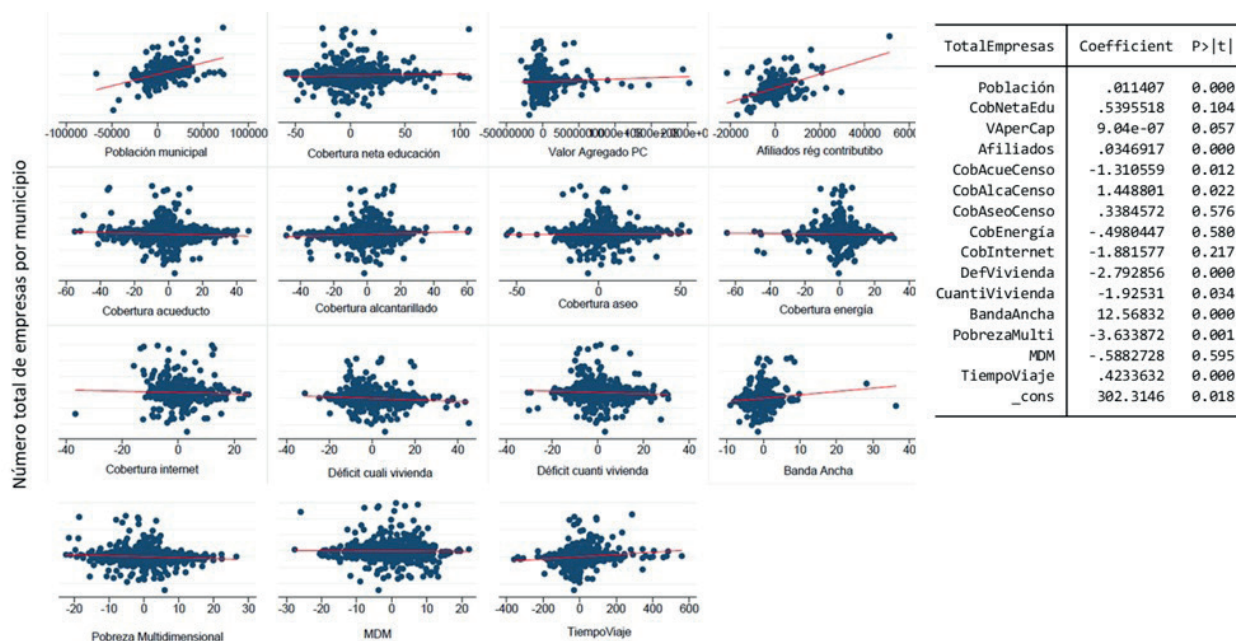 Número total de empresas por municipio
-100000 -50000 0 50000 100000
Población municipal
-50 0 50 100
Cobertura neta educación
Valor Agregado PC
-20000 0 20000 40000 6000
Afiliados rég contributibo
-60 -40 -20 0 20 40 60
Cobertura acueducto
-50 -40 -20 0 20 40 60
Cobertura alcantarillado
-50 0 50
Cobertura aseo
-60 -40 -20 0 20 40
Cobertura energía
-40 -20 0 20
Cobertura internet
-40 -20 0 20 40
Déficit cuali vivienda
-40 -20 0 20 40
Déficit cuanti vivienda
-10 0 10 20 30 40
Banda Ancha
-20 -10 0 10 20 30
Pobreza Multidimensional
-30 -20 -10 0 10 20
MDM
-400 -200 0 200 400 600
TiempoViaje
TotalEmpresas Coefficient P>|t|
Población .011407 0.000
CobNetaEdu .5395518 0.104
VAperCap 9.04e-07 0.057
Afiliados .0346917 0.000
CobAcueCenso -1.310559 0.012
CobAlcaCenso 1.448801 0.022
CobAseoCenso .3384572 0.576
CobEnergía -.4980447 0.580
CobInternet -1.881577 0.217
DefVivienda -2.792856 0.000
CuantiVivienda -1.92531 0.034
BandaAncha 12.56832 0.000
PobrezaMulti -3.633872 0.001
MDM -.5882728 0.595
TiempoViaje .4233632 0.000
_cons 302.3146 0.018